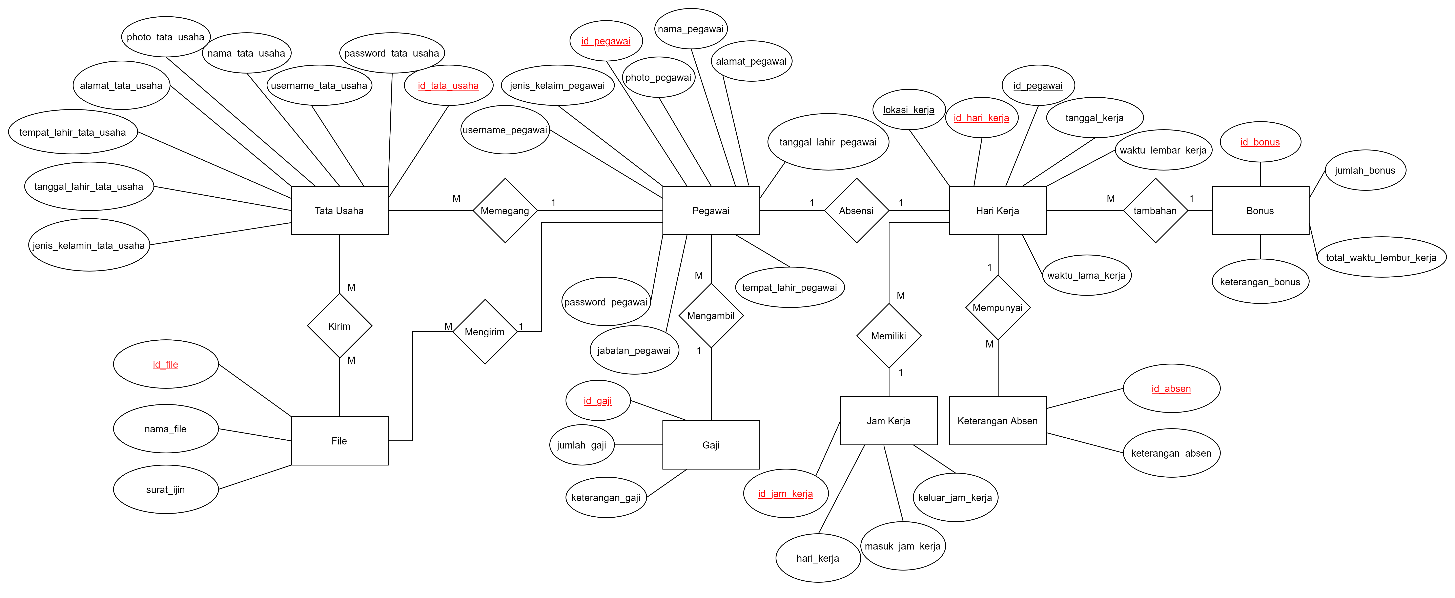 photo_tata_usaha
nama_tata_usaha
password_tata_usaha
alamat_tata_usaha
username_tata_usaha
id_tata_usaha
tempat_lahir_tata_usaha
tanggal_lahir_tata_usaha
jenis_kelamin_tata_usaha
Tata Usaha
M
Memegang
1
id_pegawai
nama_pegawai
alamat_pegawai
photo_pegawai
jenis_kelaim_pegawai
username_pegawai
tanggal_lahir_pegawai
Pegawai
1
Absensi
1
lokasi_kerja
id_hari_kerja
id_pegawai
tanggal_kerja
waktu_lembar_kerja
Hari Kerja
M
tambahan
1
id_bonus
jumlah_bonus
Bonus
total_waktu_lembur_kerja
keterangan_bonus
waktu_lama_kerja
tempat_lahir_pegawai
password_pegawai
jabatan_pegawai
M
Kirim
M
M
Mengirim
1
M
Mengambil
1
M
Memiliki
1
1
Mempunyai
M
id_file
nama_file
surat_ijin
File
id_gaji
jumlah_gaji
keterangan_gaji
Gaji
Jam Kerja
id_jam_kerja
hari_kerja
masuk_jam_kerja
keluar_jam_kerja
Keterangan Absen
id_absen
keterangan_absen